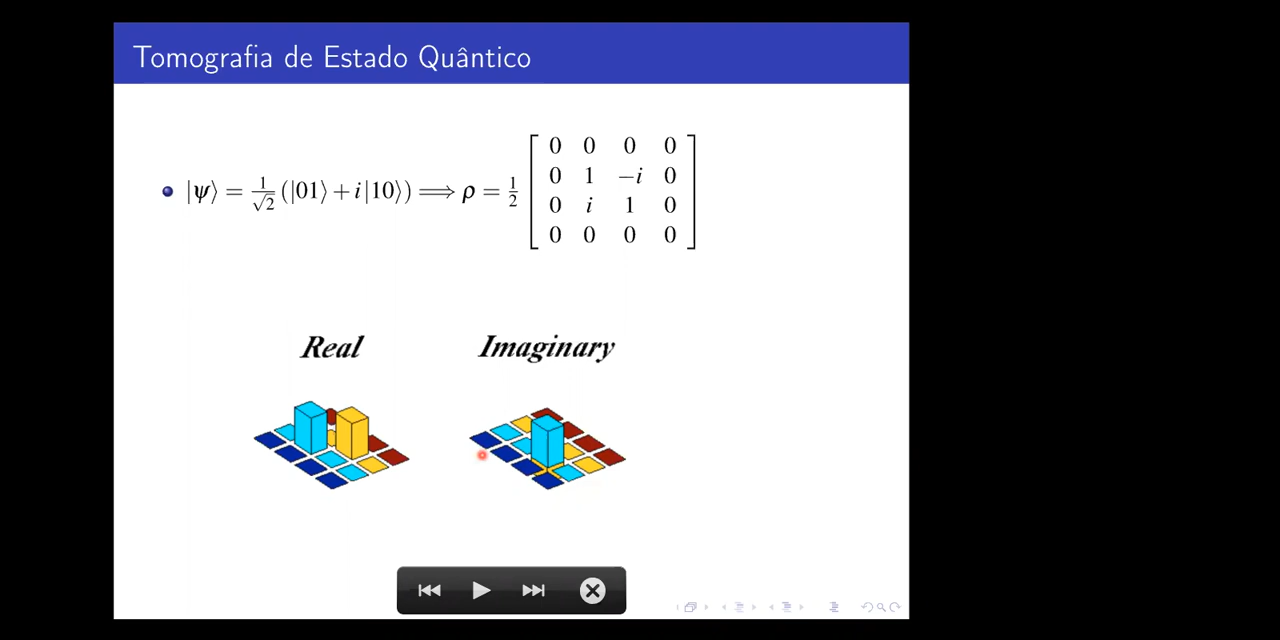 Tomografia de Estado Quântico
|ψ⟩ = 1/√2 (|01⟩ + i|10⟩) ⟹ ρ = 1/2
0 0 0 0
0 1 −i 0
0 i 1 0
0 0 0 0
Real Imaginary